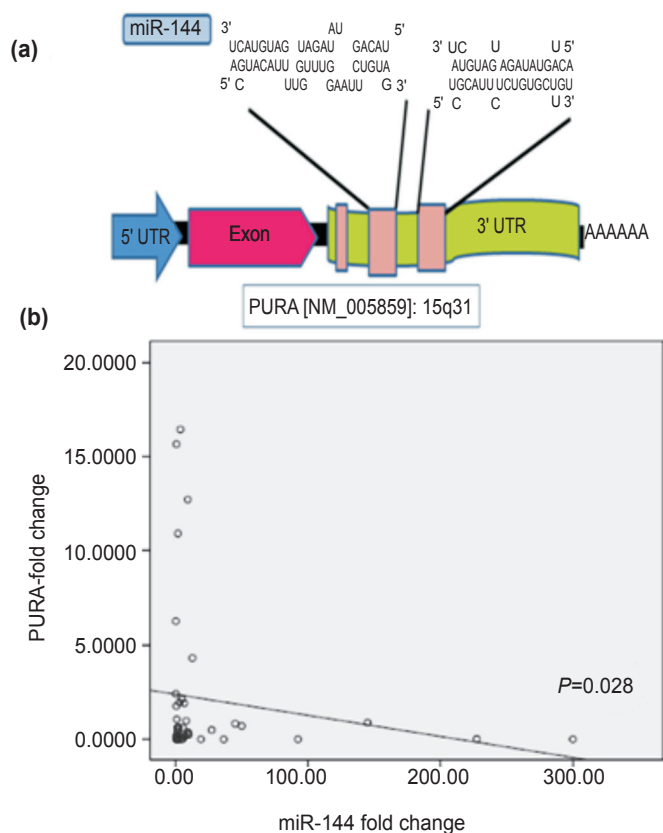 (a)
miR-144
3' AU 5'
UCAUGUAG UAGAU GACAU
AGUACAUU GUUUG CUGUA
5' C UUG GAAUU G 3'
3' UC U U 5'
AUGUAG AGAUAUGACA
UGCAUU UCUGUGCUGU
5' C C U 3'
5' UTR
Exon
3' UTR
AAAAAA
PURA [NM_005859]: 15q31
(b)
PURA-fold change
20.0000
15.0000
10.0000
5.0000
0.0000
P=0.028
0.00 100.00 200.00 300.00
miR-144 fold change